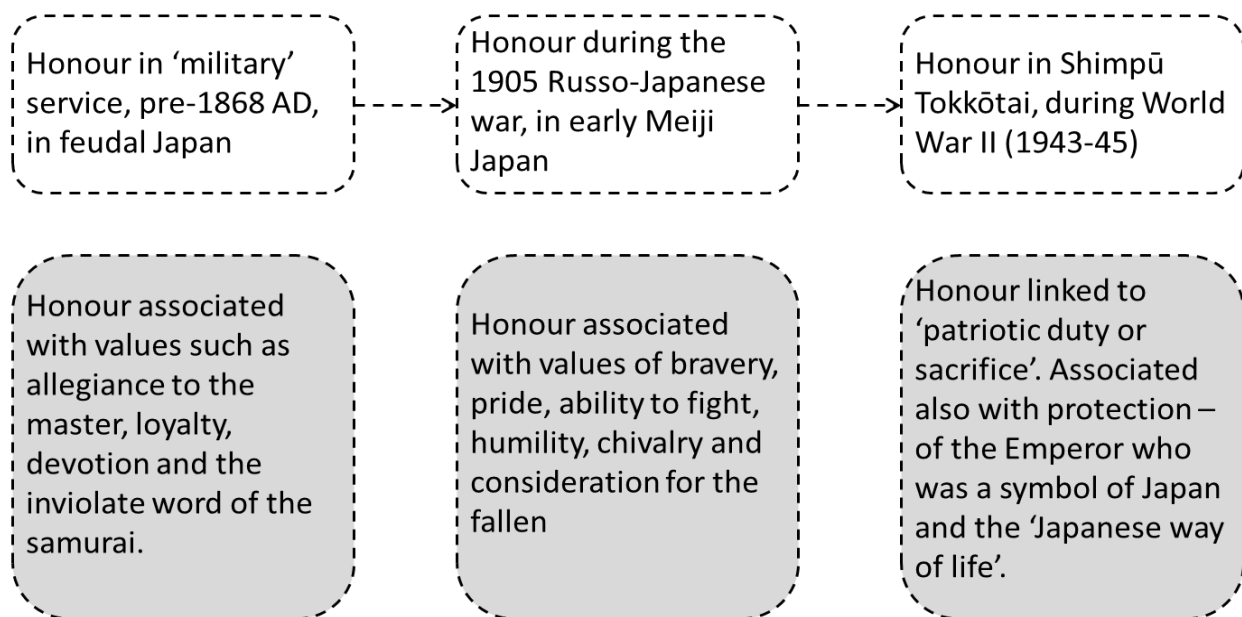 Honour in ‘military’
service, pre-1868 AD,
in feudal Japan
Honour during the
1905 Russo-Japanese
war, in early Meiji
Japan
Honour in Shimpū
Tokkōtai, during World
War II (1943-45)
Honour associated
with values such as
allegiance to the
master, loyalty,
devotion and the
inviolate word of the
samurai.
Honour associated
with values of bravery,
pride, ability to fight,
humility, chivalry and
consideration for the
fallen
Honour linked to
‘patriotic duty or
sacrifice’. Associated
also with protection –
of the Emperor who
was a symbol of Japan
and the ‘Japanese way
of life’.